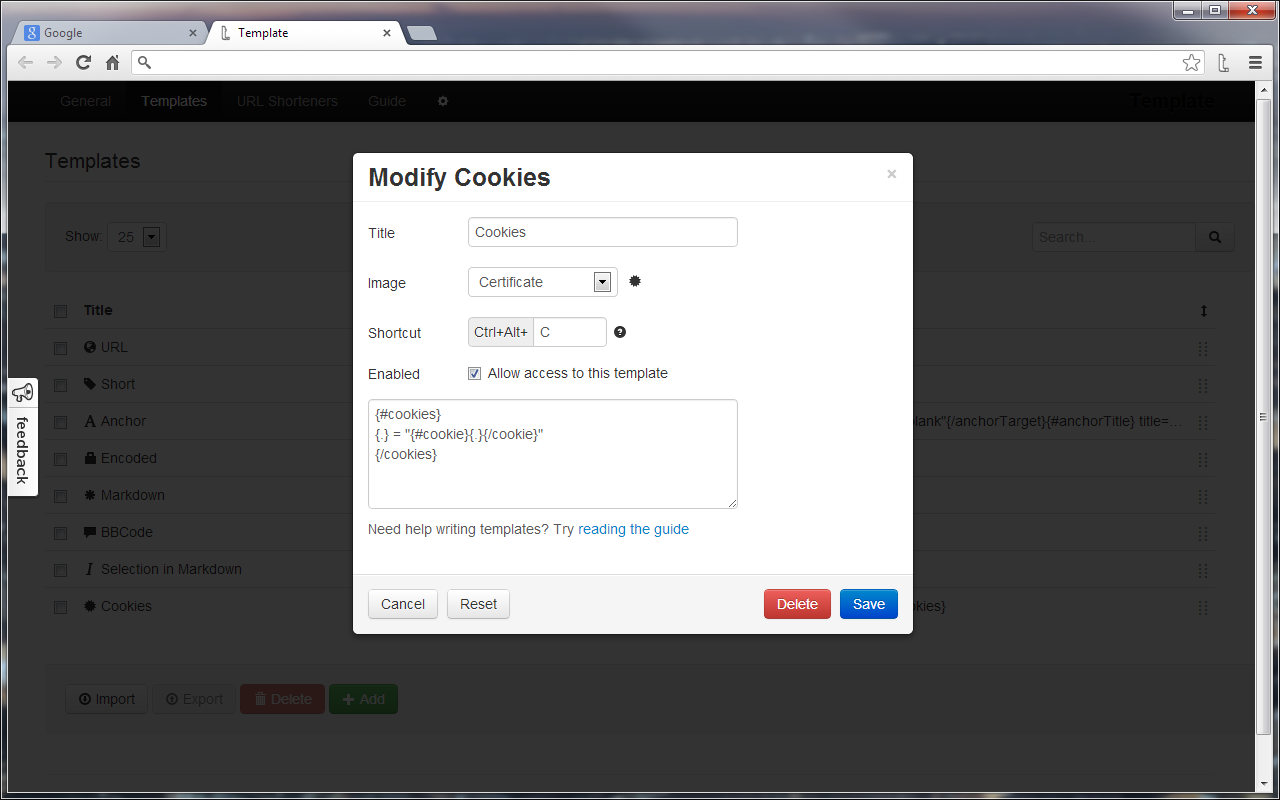 Google
Template
General Templates URL Shorteners Guide Template
Templates
Show: 25
Search...
Title
URL
Short
Anchor
lank"{/anchorTarget}{#anchorTitle} title=...
Encoded
Markdown
BBCode
Selection in Markdown
Cookies
kies}
Import Export Delete Add
feedback
Modify Cookies
Title Cookies
Image Certificate
Shortcut Ctrl+Alt+ C
Enabled Allow access to this template
{#cookies}
{.} = "{#cookie}{.}{/cookie}"
{/cookies}
Need help writing templates? Try reading the guide
Cancel Reset Delete Save